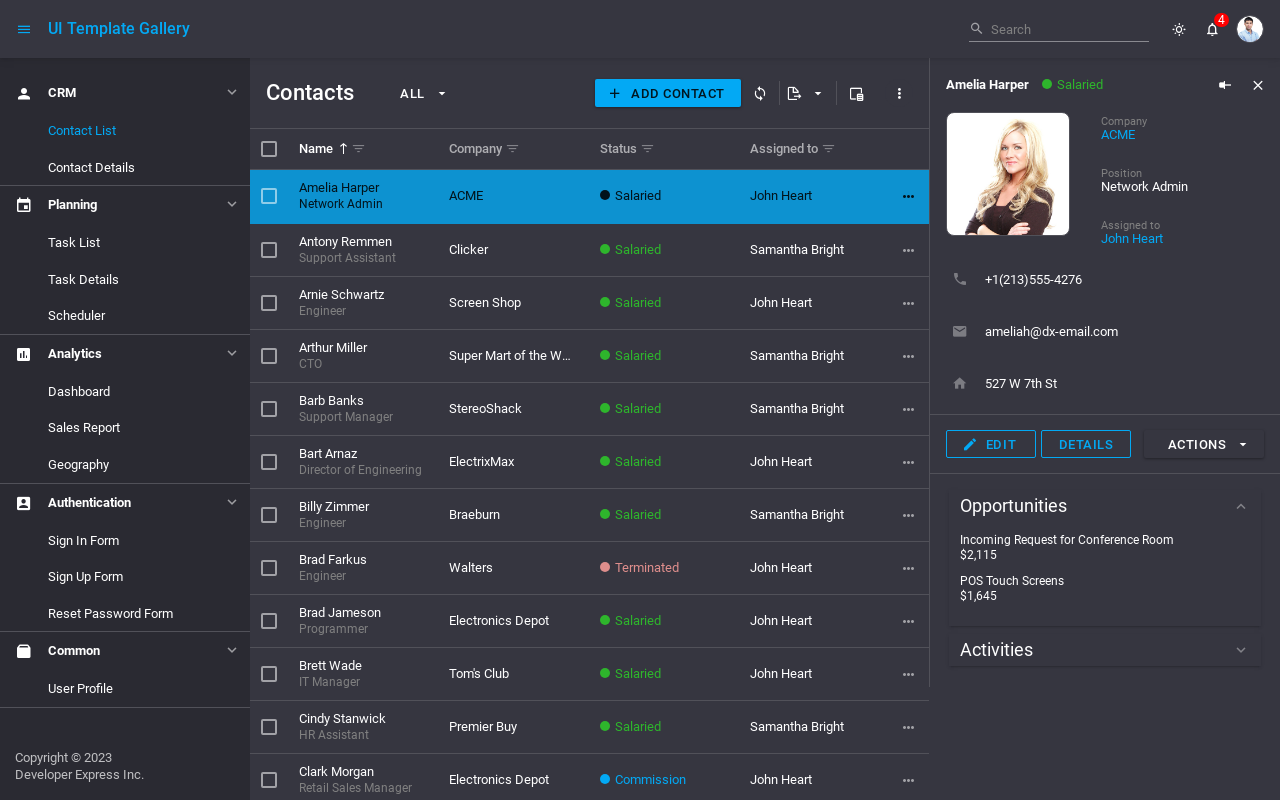 UI Template Gallery
Search
4
CRM
Contact List
Contact Details
Planning
Task List
Task Details
Scheduler
Analytics
Dashboard
Sales Report
Geography
Authentication
Sign In Form
Sign Up Form
Reset Password Form
Common
User Profile
Copyright © 2023
Developer Express Inc.
Contacts
ALL
ADD CONTACT
Name Company Status Assigned to
Amelia Harper
Network Admin
ACME
Salaried
John Heart
Antony Remmen
Support Assistant
Clicker
Salaried
Samantha Bright
Arnie Schwartz
Engineer
Screen Shop
Salaried
John Heart
Arthur Miller
CTO
Super Mart of the W...
Salaried
Samantha Bright
Barb Banks
Support Manager
StereoShack
Salaried
Samantha Bright
Bart Arnaz
Director of Engineering
ElectrixMax
Salaried
John Heart
Billy Zimmer
Engineer
Braeburn
Salaried
Samantha Bright
Brad Farkus
Engineer
Walters
Terminated
John Heart
Brad Jameson
Programmer
Electronics Depot
Salaried
John Heart
Brett Wade
IT Manager
Tom's Club
Salaried
John Heart
Cindy Stanwick
HR Assistant
Premier Buy
Salaried
Samantha Bright
Clark Morgan
Retail Sales Manager
Electronics Depot
Commission
John Heart
Amelia Harper Salaried
Company
ACME
Position
Network Admin
Assigned to
John Heart
+1(213)555-4276
ameliah@dx-email.com
527 W 7th St
EDIT DETAILS ACTIONS
Opportunities
Incoming Request for Conference Room
$2,115
POS Touch Screens
$1,645
Activities